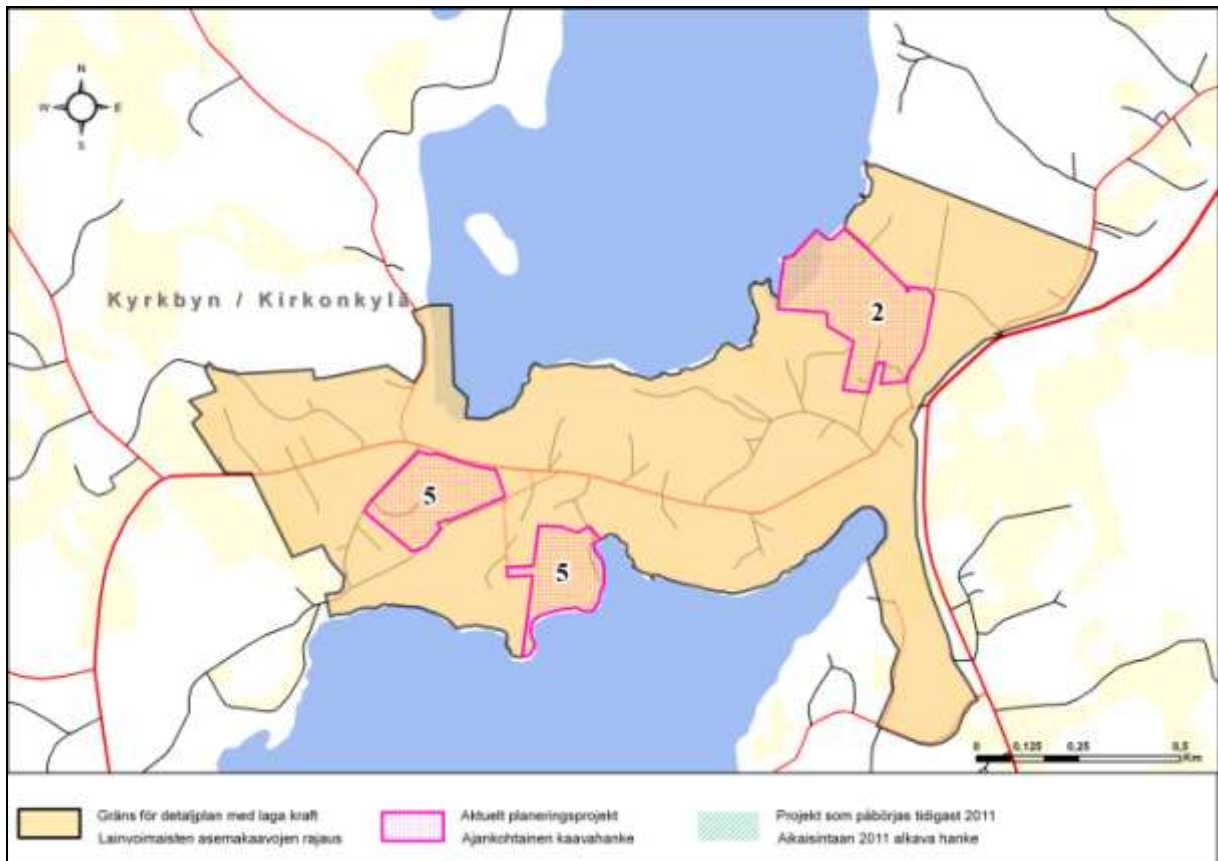 N
W E
S
Kyrkbyn / Kirkonkylä
2
5
5
0 0,125 0,25 0,5
Km
Gräns för detaljplan med laga kraft
Lainvoimaisten asemakaavojen rajaus
Aktuelt planeringsprojekt
Ajankohtainen kaavahanke
Projekt som påbörjas tidigast 2011
Aikaisintaan 2011 alkava hanke